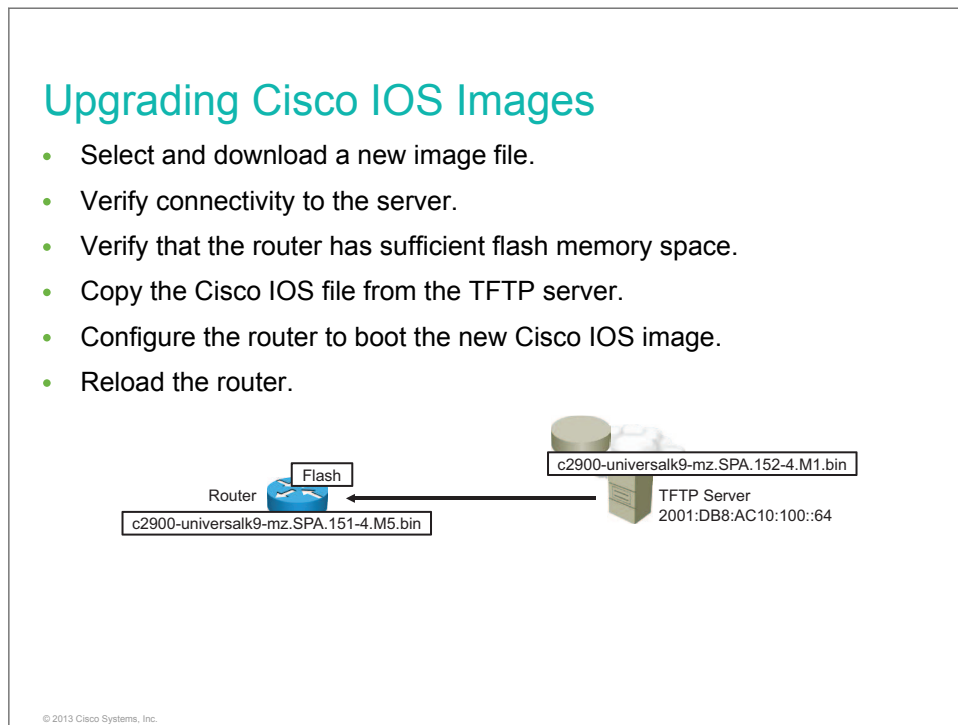 Upgrading Cisco IOS Images
• Select and download a new image file.
• Verify connectivity to the server.
• Verify that the router has sufficient flash memory space.
• Copy the Cisco IOS file from the TFTP server.
• Configure the router to boot the new Cisco IOS image.
• Reload the router.
c2900-universalk9-mz.SPA.152-4.M1.bin
Flash
Router
TFTP Server
2001:DB8:AC10:100::64
c2900-universalk9-mz.SPA.151-4.M5.bin
© 2013 Cisco Systems, Inc.